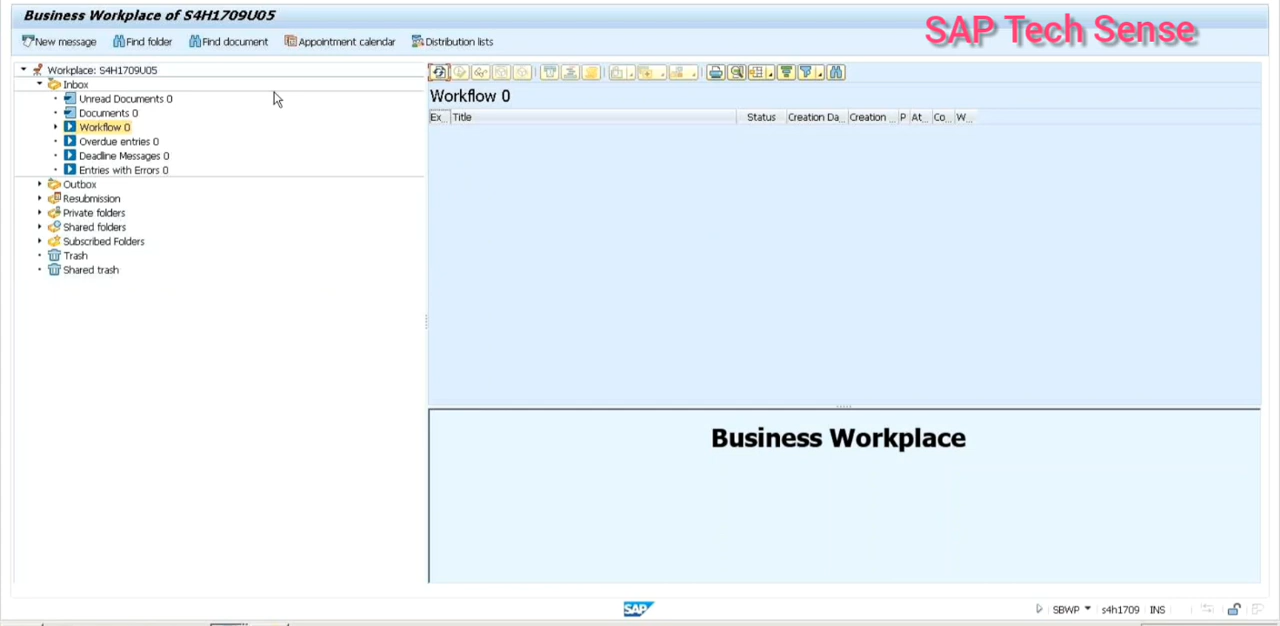 Business Workplace of S4H1709U05
SAP Tech Sense
New message Find folder Find document Appointment calendar Distribution lists
Workplace: S4H1709U05
Inbox
Unread Documents 0
Documents 0
Workflow 0
Overdue entries 0
Deadline Messages 0
Entries with Errors 0
Outbox
Resubmission
Private folders
Shared folders
Subscribed Folders
Trash
Shared trash
Workflow 0
Ex... Title Status Creation Da... Creation ... P At... Co... W...
Business Workplace
SAP
SBWP s4h1709 INS